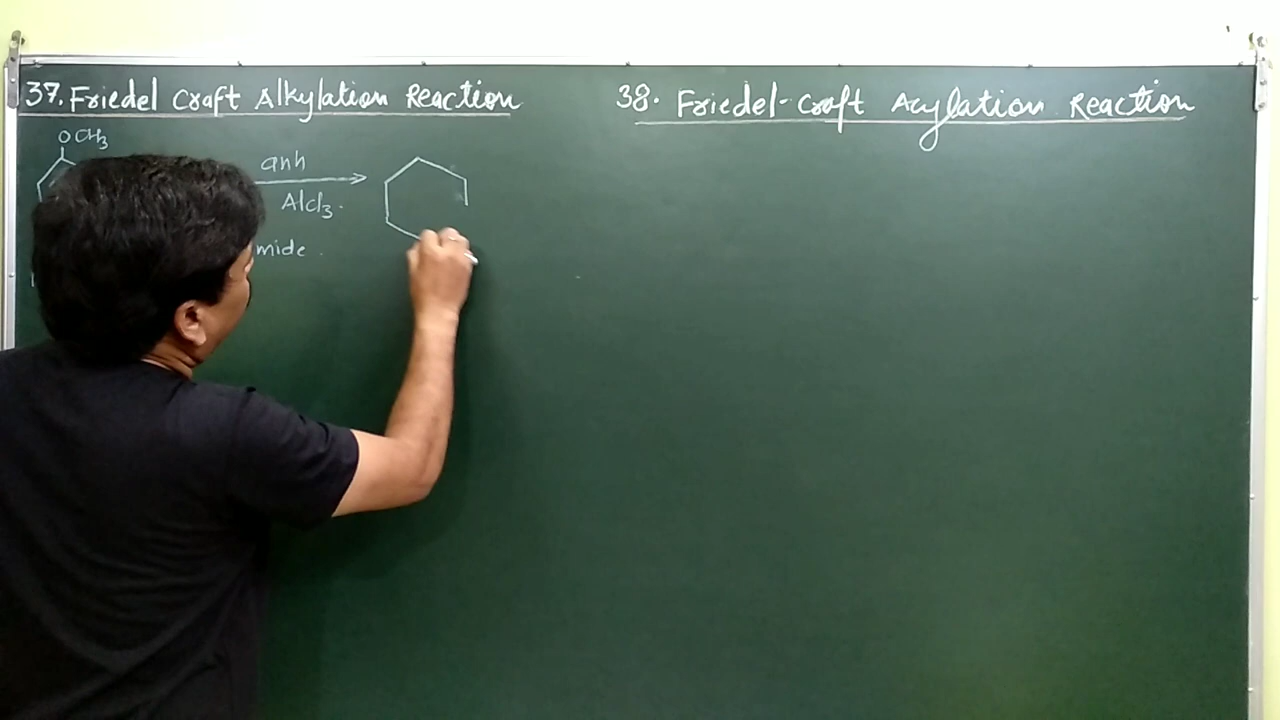 37. Friedel Craft Alkylation Reaction
38. Friedel-Craft Acylation Reaction
OCH3
anh
AlCl3.
mide.